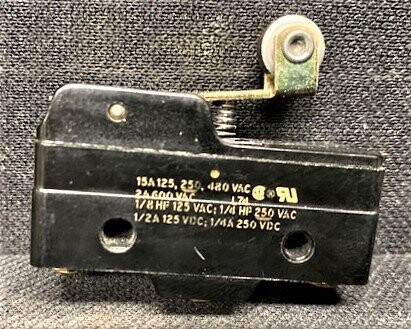 15A 125, 250, 480 VAC
2A 600 VAC L74
1/8 HP 125 VAC; 1/4 HP 250 VAC
1/2A 125 VDC; 1/4A 250 VDC